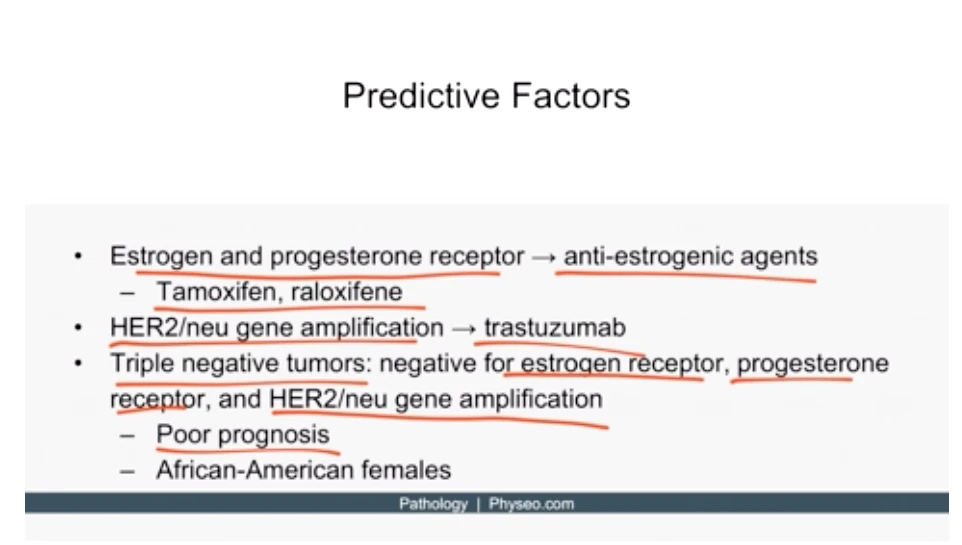 Predictive Factors
• Estrogen and progesterone receptor → anti-estrogenic agents
– Tamoxifen, raloxifene
• HER2/neu gene amplification → trastuzumab
• Triple negative tumors: negative for estrogen receptor, progesterone
receptor, and HER2/neu gene amplification
– Poor prognosis
– African-American females
Pathology | Physeo.com